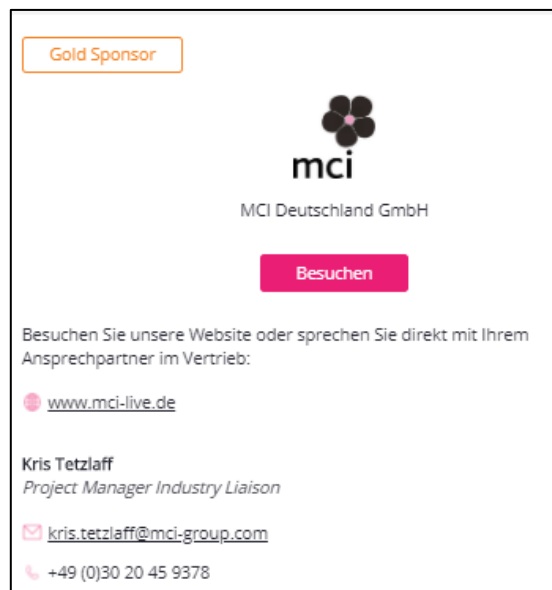 Gold Sponsor
mci
MCI Deutschland GmbH
Besuchen
Besuchen Sie unsere Website oder sprechen Sie direkt mit Ihrem
Ansprechpartner im Vertrieb:
www.mci-live.de
Kris Tetzlaff
Project Manager Industry Liaison
kris.tetzlaff@mci-group.com
+49 (0)30 20 45 9378